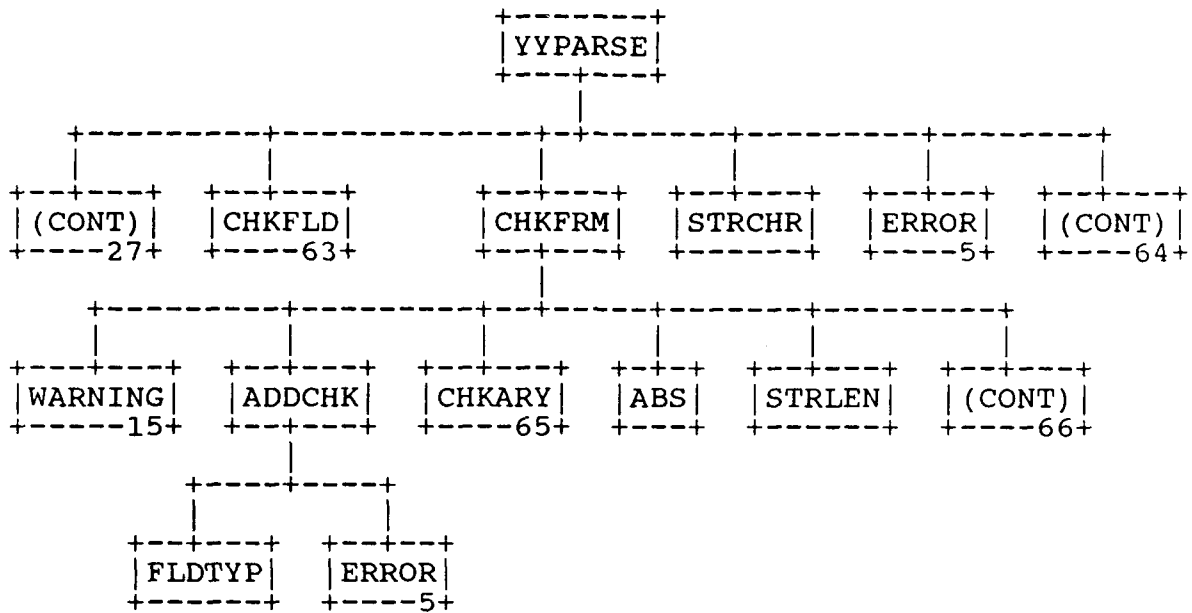 YYPARSE
(CONT) CHKFLD CHKFRM STRCHR ERROR (CONT)
27 63 5 64
WARNING ADDCHK CHKARY ABS STRLEN (CONT)
15 65 66
FLDTYP ERROR
5